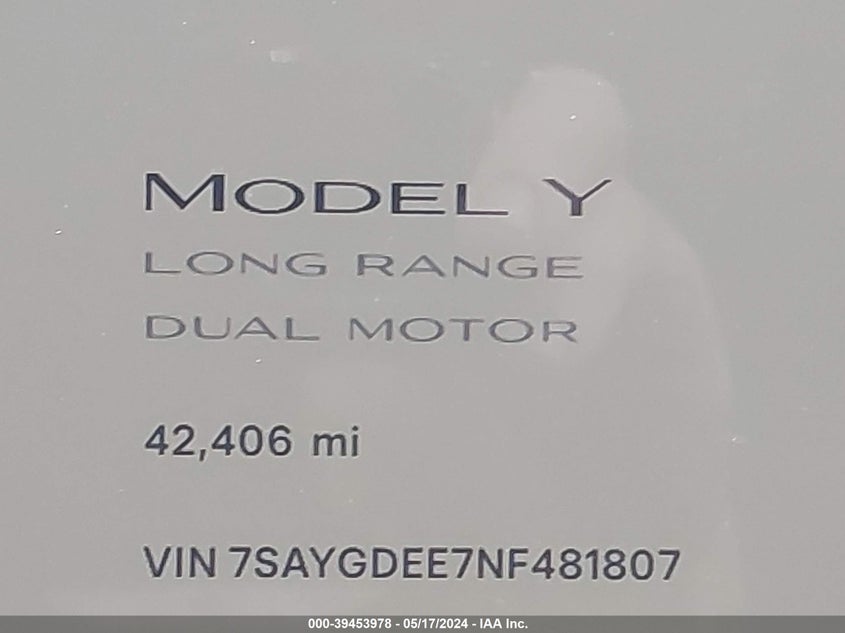 MODEL Y
LONG RANGE
DUAL MOTOR
42,406 mi
VIN 7SAYGDEE7NF481807
000-39453978 - 05/17/2024 - IAA Inc.